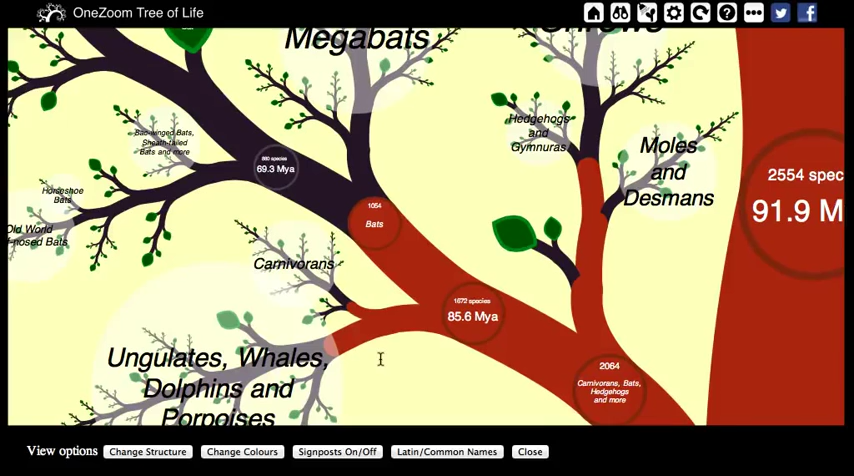 OneZoom Tree of Life
Megabats
Sac-winged Bats,
Sheath-tailed
Bats and more
860 species
69.3 Mya
Hedgehogs
and
Gymnuras
Moles
and
Desmans
2554 spec
91.9 M
Horseshoe
Bats
Old World
f-nosed Bats
1054
Bats
Carnivorans
1672 species
85.6 Mya
Ungulates, Whales,
Dolphins and
Porpoises
2064
Carnivorans, Bats,
Hedgehogs
and more
View options
Change Structure
Change Colours
Signposts On/Off
Latin/Common Names
Close